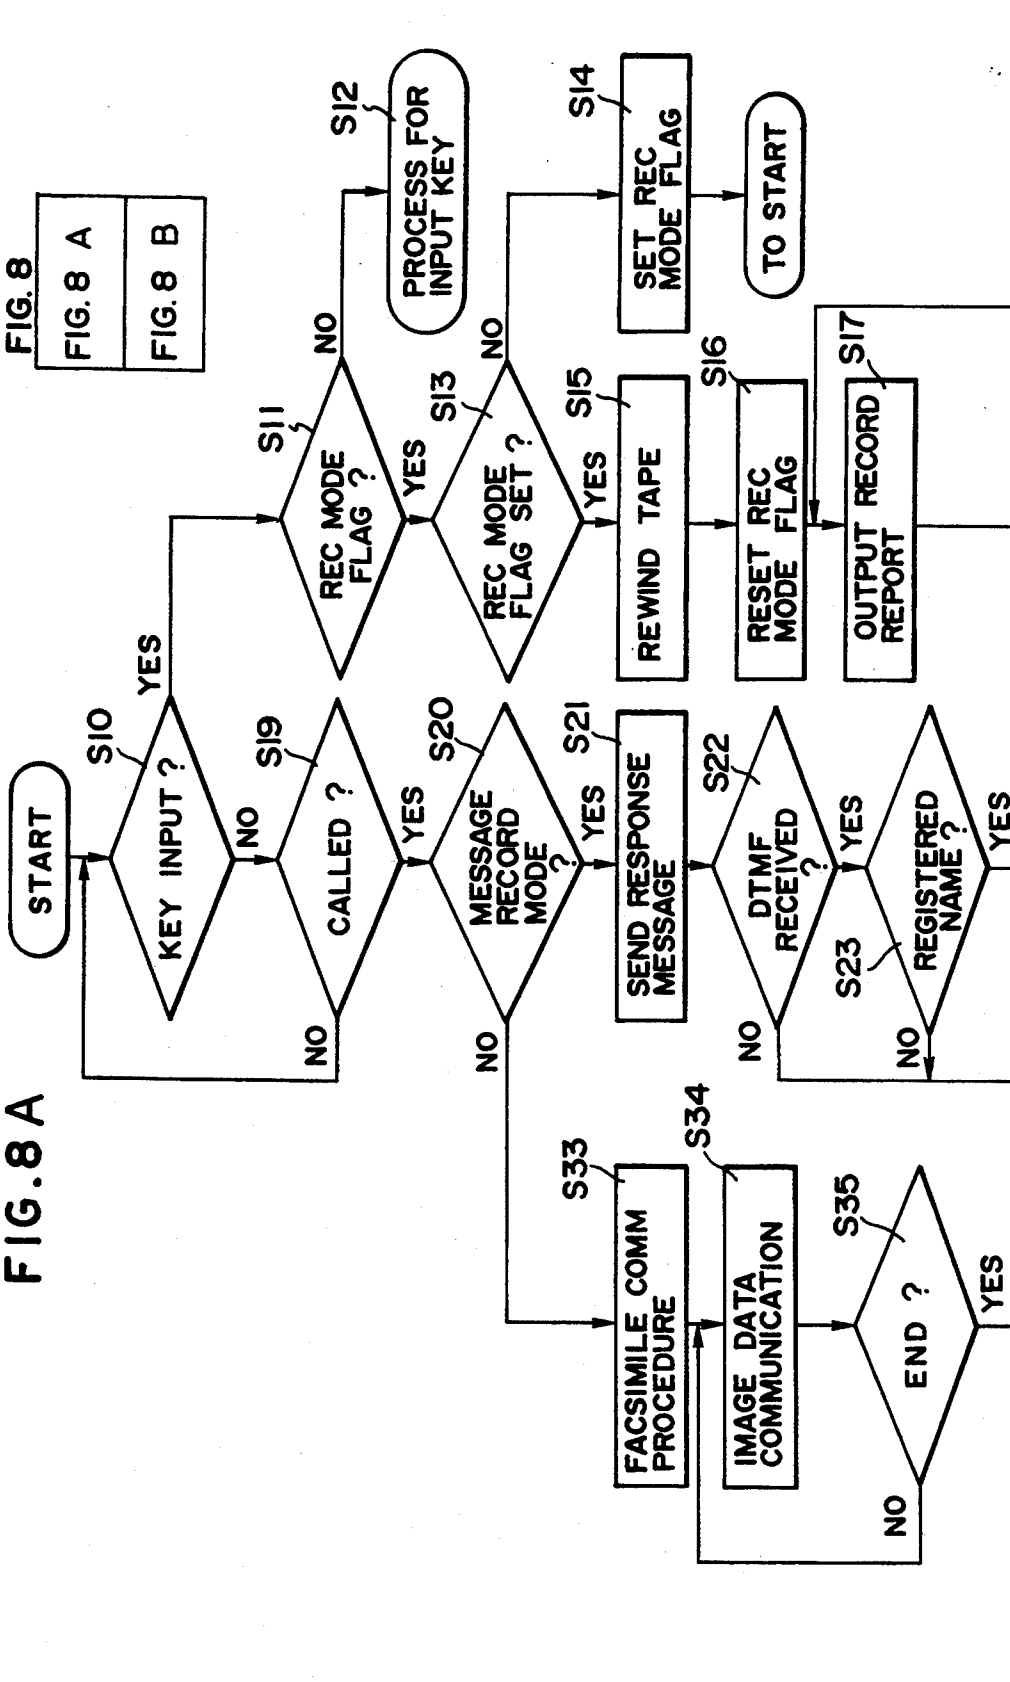 FIG. 8 A
FIG. 8
FIG. 8 A
FIG. 8 B
START
S10
KEY INPUT ?
YES
NO
S11
REC MODE
FLAG ?
NO
YES
S12
PROCESS FOR
INPUT KEY
S13
REC MODE
FLAG SET ?
NO
YES
S14
SET REC
MODE FLAG
TO START
S15
REWIND TAPE
S16
RESET REC
MODE FLAG
S17
OUTPUT RECORD
REPORT
S19
CALLED ?
NO
YES
S20
MESSAGE
RECORD
MODE
?
NO
YES
S21
SEND RESPONSE
MESSAGE
S22
DTMF
RECEIVED
?
NO
YES
S23
REGISTERED
NAME ?
NO
YES
S33
FACSIMILE COMM
PROCEDURE
S34
IMAGE DATA
COMMUNICATION
S35
END ?
NO
YES